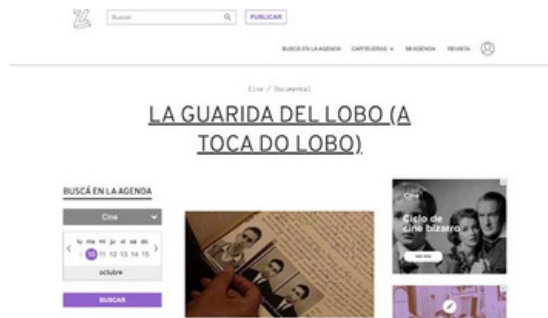 Buscar
PUBLICAR
BUSCÁ EN LA AGENDA CARTELERAS MI AGENDA REVISTA
Cine / Documental
LA GUARIDA DEL LOBO (A
TOCA DO LOBO)
BUSCÁ EN LA AGENDA
Cine
lu ma mi ju vi sa do
10 11 12 13 14 15
octubre
BUSCAR
Cine
Ciclo de
cine bizarro